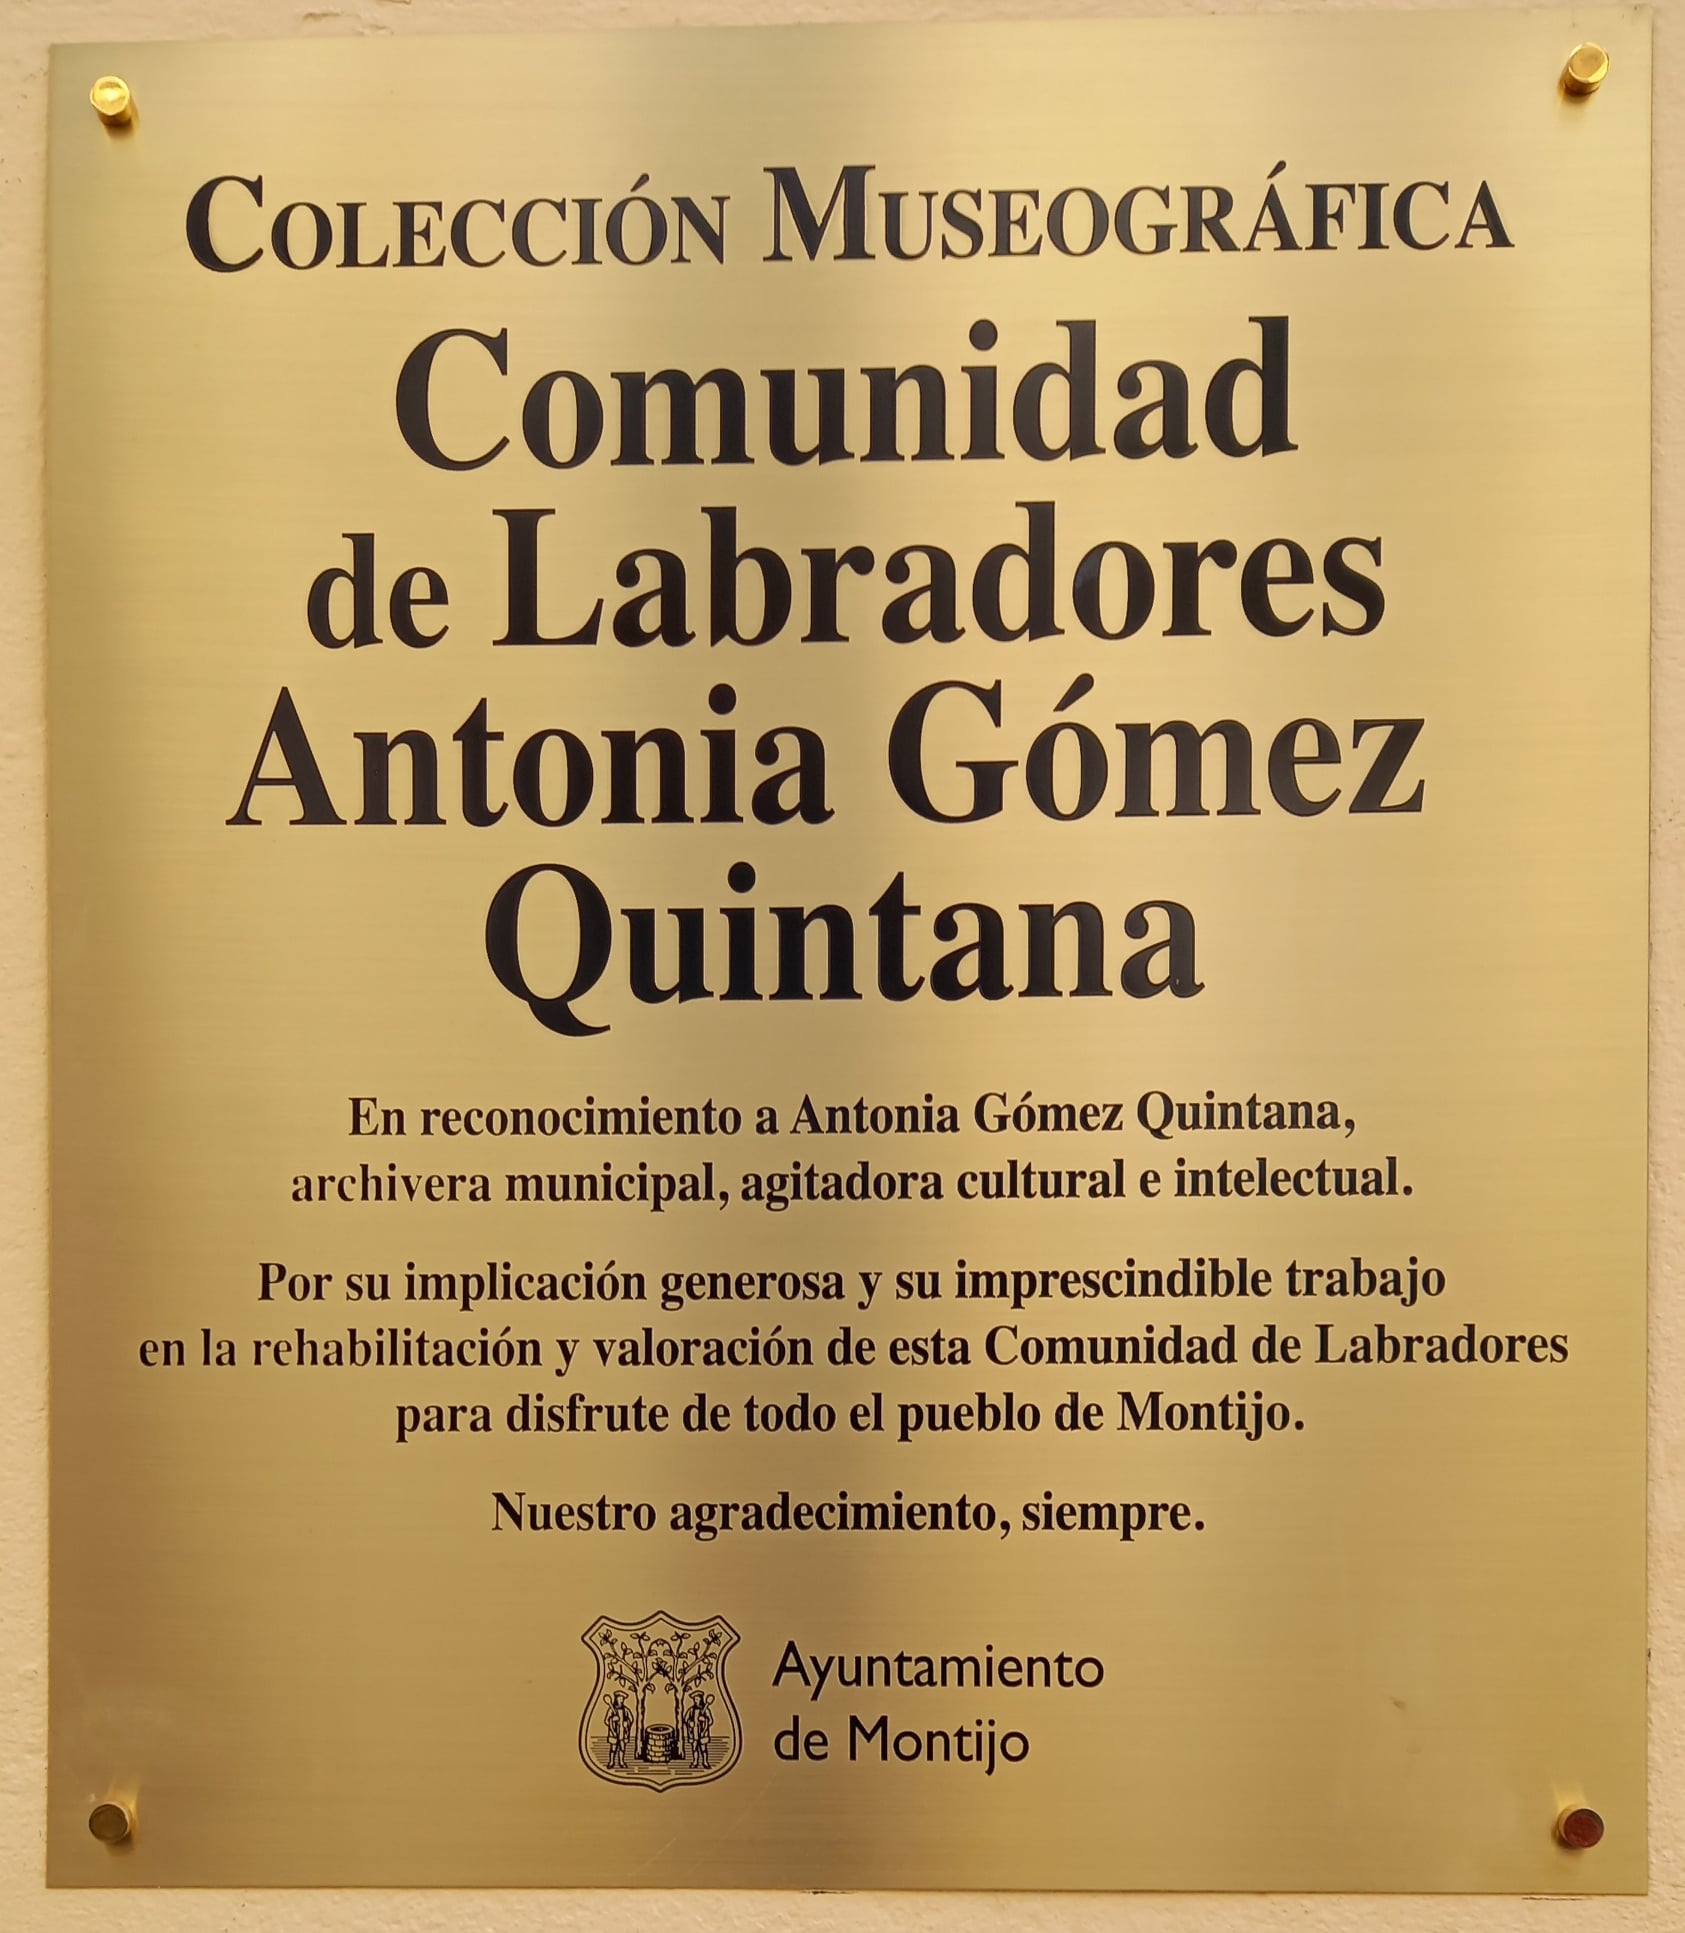 COLECCIÓN MUSEOGRÁFICA
Comunidad
de Labradores
Antonia Gómez
Quintana
En reconocimiento a Antonia Gómez Quintana,
archivera municipal, agitadora cultural e intelectual.
Por su implicación generosa y su imprescindible trabajo
en la rehabilitación y valoración de esta Comunidad de Labradores
para disfrute de todo el pueblo de Montijo.
Nuestro agradecimiento, siempre.
Ayuntamiento
de Montijo